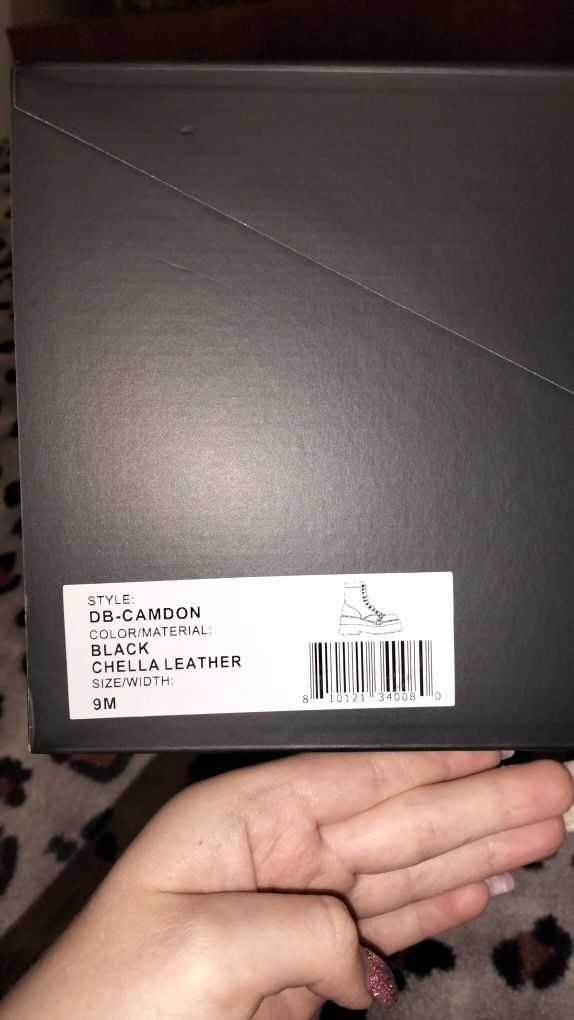 STYLE:
DB-CAMDON
COLOR/MATERIAL:
BLACK
CHELLA LEATHER
SIZE/WIDTH:
9M
8 10121 34008 0